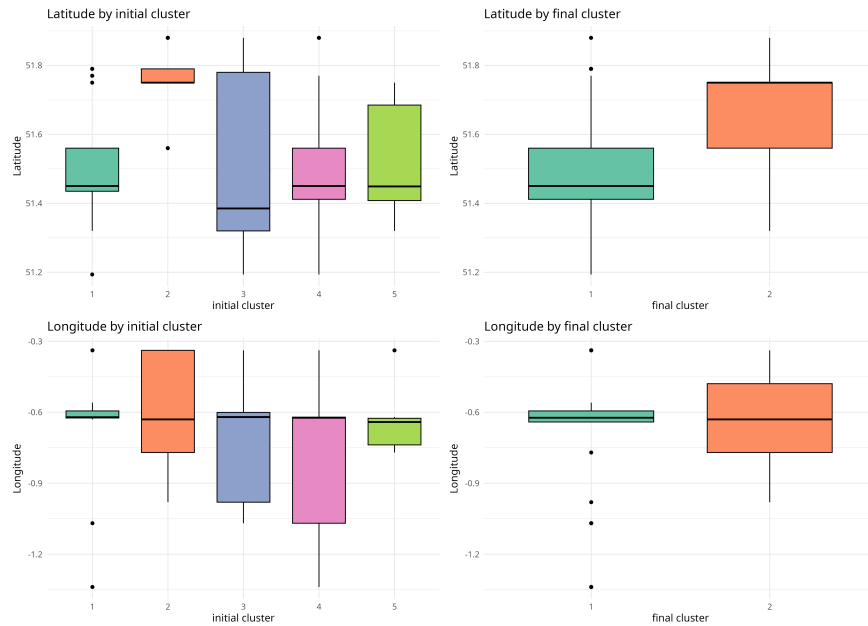 Latitude by initial cluster
Latitude
51.8
51.6
51.4
51.2
1 2 3 4 5
initial cluster
Latitude by final cluster
Latitude
51.8
51.6
51.4
51.2
1 2
final cluster
Longitude by initial cluster
Longitude
-0.3
-0.6
-0.9
-1.2
1 2 3 4 5
initial cluster
Longitude by final cluster
Longitude
-0.3
-0.6
-0.9
-1.2
1 2
final cluster